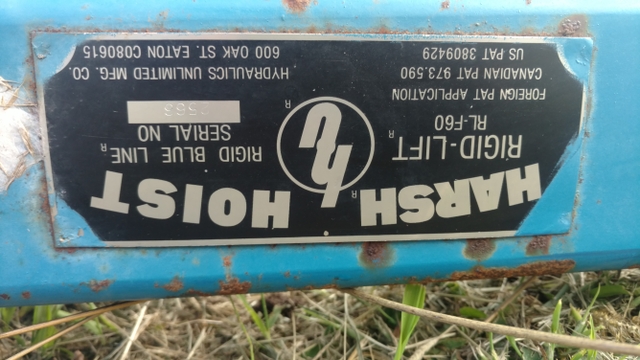 HARSH HOIST
RIGID-LIFT
RL-F60
FOREIGN PAT APPLICATION
CANADIAN PAT 973,590
US PAT 3809429
RIGID BLUE LINE
SERIAL NO
2563
HYDRAULICS UNLIMITED MFG. CO.
600 OAK ST. EATON CO80615